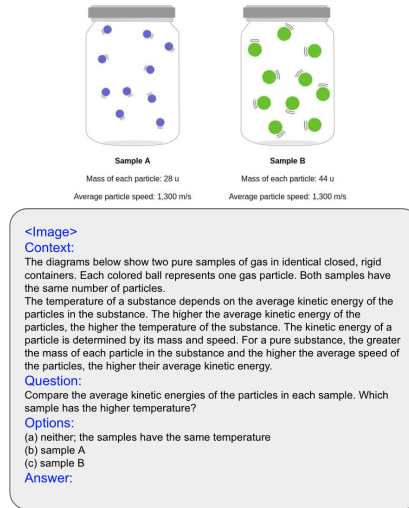 Sample A
Sample B
Mass of each particle: 28 u
Mass of each particle: 44 u
Average particle speed: 1,300 m/s
Average particle speed: 1,300 m/s
<Image>
Context:
The diagrams below show two pure samples of gas in identical closed, rigid
containers. Each colored ball represents one gas particle. Both samples have
the same number of particles.
The temperature of a substance depends on the average kinetic energy of the
particles in the substance. The higher the average kinetic energy of the
particles, the higher the temperature of the substance. The kinetic energy of a
particle is determined by its mass and speed. For a pure substance, the greater
the mass of each particle in the substance and the higher the average speed of
the particles, the higher their average kinetic energy.
Question:
Compare the average kinetic energies of the particles in each sample. Which
sample has the higher temperature?
Options:
(a) neither; the samples have the same temperature
(b) sample A
(c) sample B
Answer: